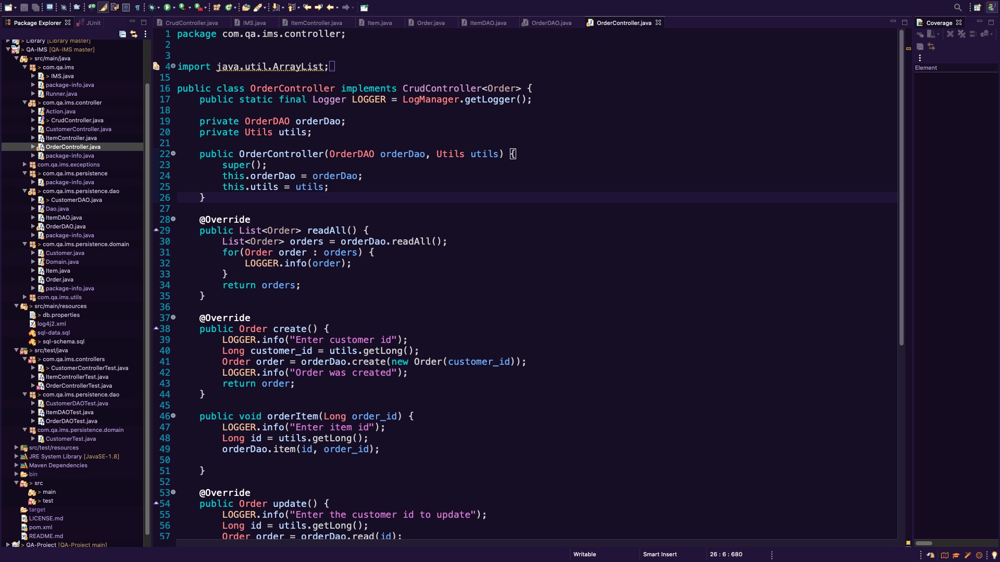 Package Explorer
JUnit
CrudController.java
IMS.java
ItemController.java
Item.java
Order.java
ItemDAO.java
OrderDAO.java
OrderController.java
Coverage
> Library [Library master]
> QA-IMS [QA-IMS master]
> src/main/java
> com.qa.ims
> IMS.java
package-info.java
Runner.java
> com.qa.ims.controller
Action.java
> CrudController.java
CustomerController.java
ItemController.java
OrderController.java
package-info.java
com.qa.ims.exceptions
> com.qa.ims.persistence
package-info.java
> com.qa.ims.persistence.dao
> CustomerDAO.java
Dao.java
ItemDAO.java
OrderDAO.java
package-info.java
> com.qa.ims.persistence.domain
Customer.java
Domain.java
Item.java
Order.java
package-info.java
com.qa.ims.utils
> src/main/resources
> db.properties
log4j2.xml
sql-data.sql
> sql-schema.sql
> src/test/java
> com.qa.ims.controllers
> CustomerControllerTest.java
ItemControllerTest.java
OrderControllerTest.java
> com.qa.ims.persistence.dao
CustomerDAOTest.java
ItemDAOTest.java
OrderDAOTest.java
com.qa.ims.persistence.domain
CustomerTest.java
src/test/resources
JRE System Library [JavaSE-1.8]
Maven Dependencies
bin
> src
> main
> test
target
LICENSE.md
pom.xml
README.md
> QA-Project [QA-Project main]
1 package com.qa.ims.controller;
2
3
4 import java.util.ArrayList;
15
16 public class OrderController implements CrudController<Order> {
17 public static final Logger LOGGER = LogManager.getLogger();
18
19 private OrderDAO orderDao;
20 private Utils utils;
21
22 public OrderController(OrderDAO orderDao, Utils utils) {
23 super();
24 this.orderDao = orderDao;
25 this.utils = utils;
26 }
27
28 @Override
29 public List<Order> readAll() {
30 List<Order> orders = orderDao.readAll();
31 for(Order order : orders) {
32 LOGGER.info(order);
33 }
34 return orders;
35 }
36
37 @Override
38 public Order create() {
39 LOGGER.info("Enter customer id");
40 Long customer_id = utils.getLong();
41 Order order = orderDao.create(new Order(customer_id));
42 LOGGER.info("Order was created");
43 return order;
44 }
45
46 public void orderItem(Long order_id) {
47 LOGGER.info("Enter item id");
48 Long id = utils.getLong();
49 orderDao.item(id, order_id);
50
51 }
52
53 @Override
54 public Order update() {
55 LOGGER.info("Enter the customer id to update");
56 Long id = utils.getLong();
57 Order order = orderDao.read(id);
Element
Writable
Smart Insert
26 : 6 : 680